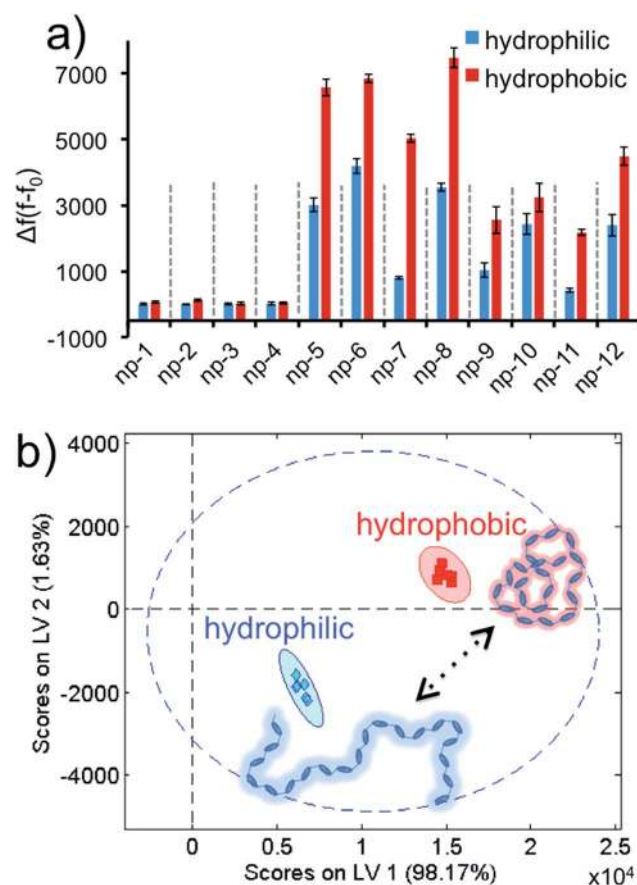 a)
hydrophilic
hydrophobic
7000
5000
3000
1000
-1000
Δf(f-f₀)
np-1 np-2 np-3 np-4 np-5 np-6 np-7 np-8 np-9 np-10 np-11 np-12
b)
4000
2000
0
-2000
-4000
Scores on LV 2 (1.63%)
hydrophobic
hydrophilic
0 0.5 1 1.5 2 2.5
Scores on LV 1 (98.17%) x10⁴